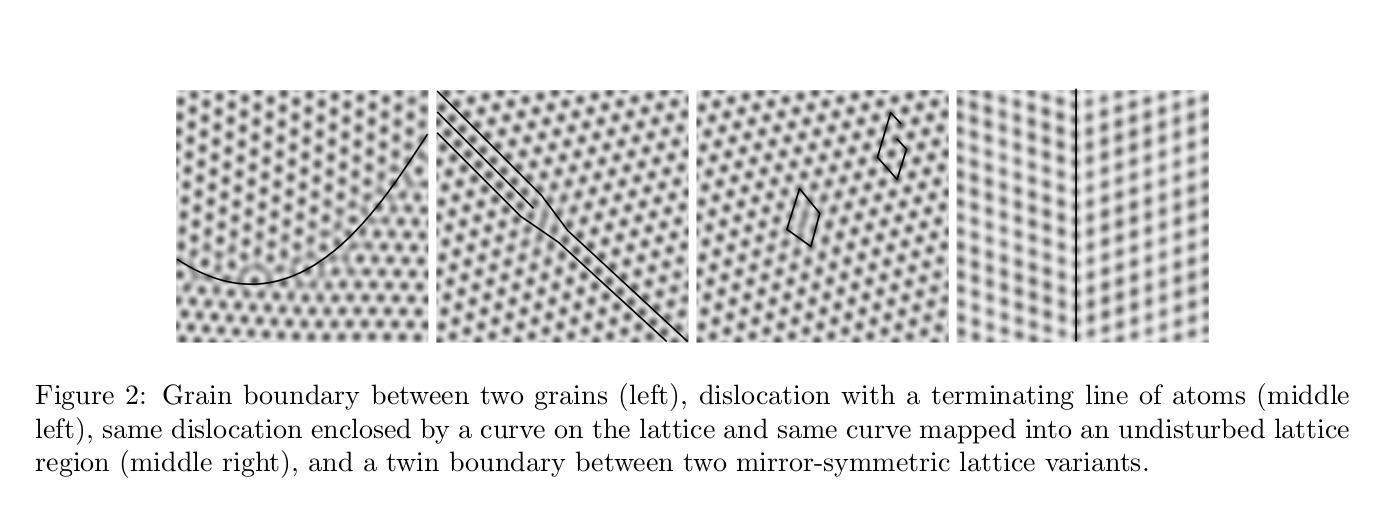 Figure 2: Grain boundary between two grains (left), dislocation with a terminating line of atoms (middle
left), same dislocation enclosed by a curve on the lattice and same curve mapped into an undisturbed lattice
region (middle right), and a twin boundary between two mirror-symmetric lattice variants.